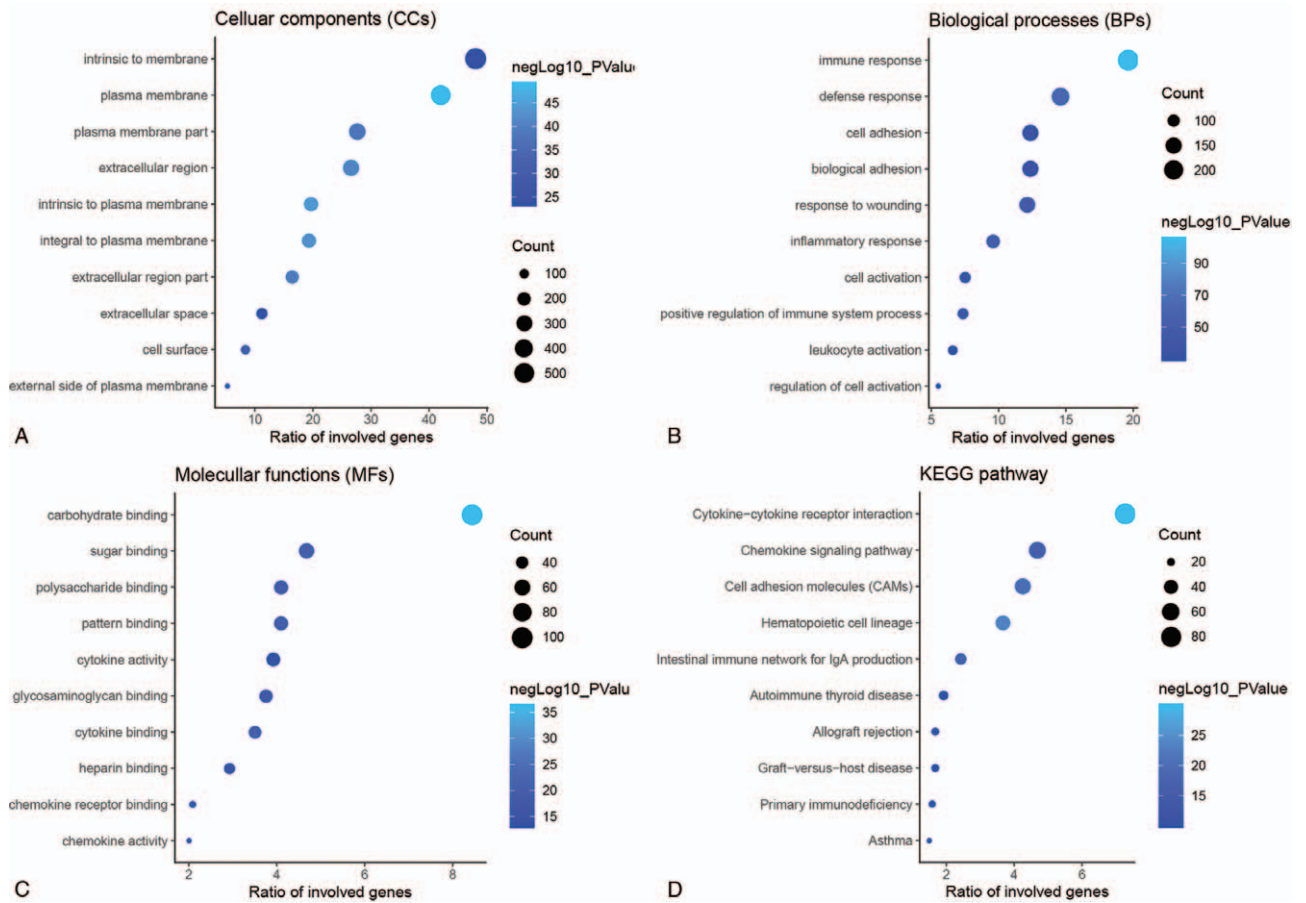 Celluar components (CCs)
intrinsic to membrane
plasma membrane
plasma membrane part
extracellular region
intrinsic to plasma membrane
integral to plasma membrane
extracellular region part
extracellular space
cell surface
external side of plasma membrane
10 20 30 40 50
Ratio of involved genes
A
negLog10_PValu
45
40
35
30
25
Count
100
200
300
400
500
Biological processes (BPs)
immune response
defense response
cell adhesion
biological adhesion
response to wounding
inflammatory response
cell activation
positive regulation of immune system process
leukocyte activation
regulation of cell activation
5 10 15 20
Ratio of involved genes
B
Count
100
150
200
negLog10_PValue
90
70
50
Molecullar functions (MFs)
carbohydrate binding
sugar binding
polysaccharide binding
pattern binding
cytokine activity
glycosaminoglycan binding
cytokine binding
heparin binding
chemokine receptor binding
chemokine activity
2 4 6 8
Ratio of involved genes
C
Count
40
60
80
100
negLog10_PValu
35
30
25
20
15
KEGG pathway
Cytokine−cytokine receptor interaction
Chemokine signaling pathway
Cell adhesion molecules (CAMs)
Hematopoietic cell lineage
Intestinal immune network for IgA production
Autoimmune thyroid disease
Allograft rejection
Graft−versus−host disease
Primary immunodeficiency
Asthma
2 4 6
Ratio of involved genes
D
Count
20
40
60
80
negLog10_PValue
25
20
15